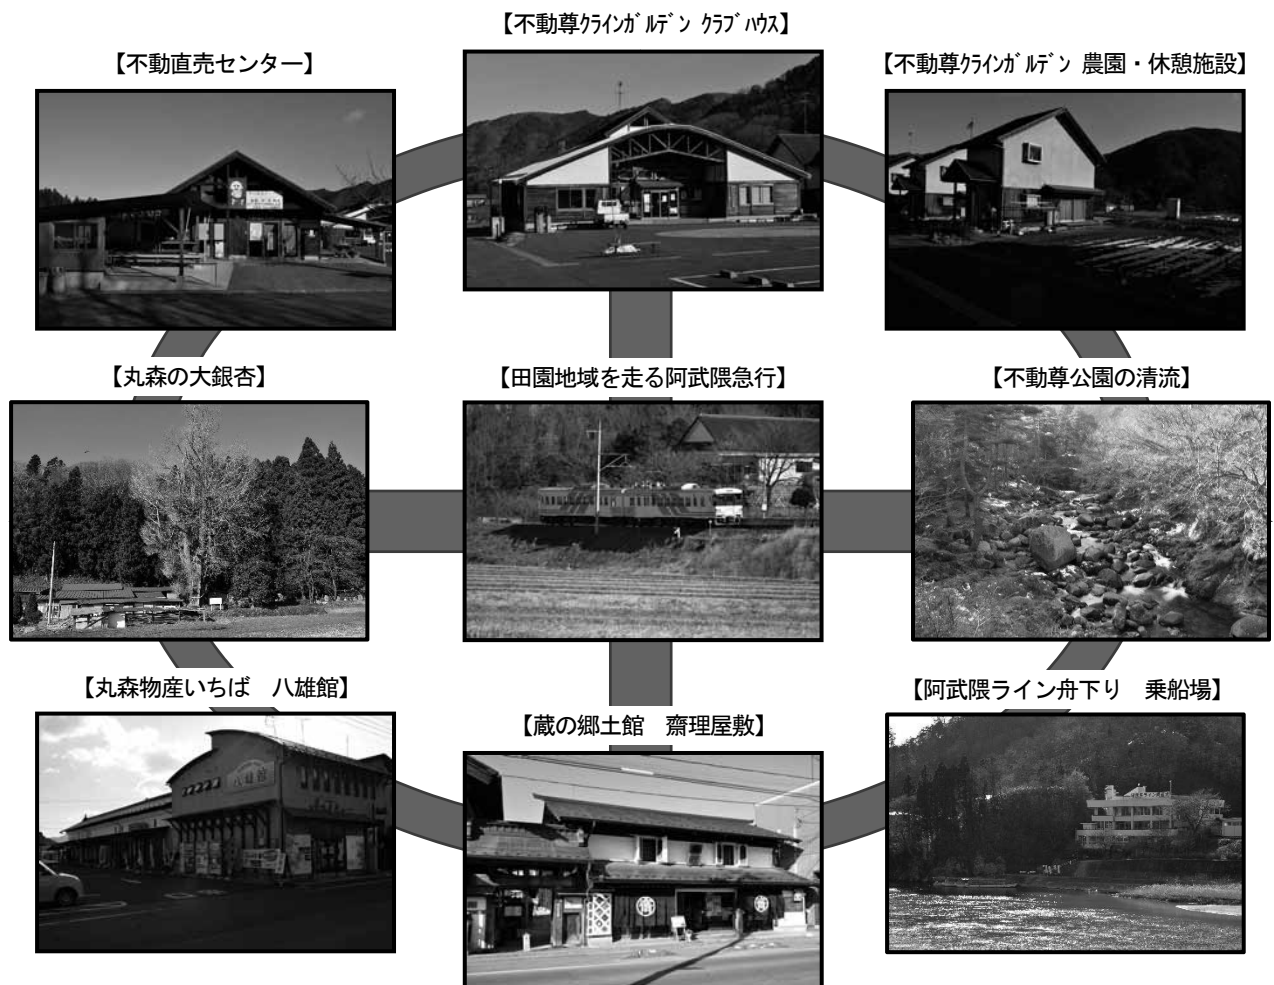 【不動尊ｸﾗｲﾝｶﾞﾙﾃﾞﾝ ｸﾗﾌﾞﾊｳｽ】
【不動直売センター】
【不動尊ｸﾗｲﾝｶﾞﾙﾃﾞﾝ 農園・休憩施設】
【丸森の大銀杏】
【田園地域を走る阿武隈急行】
【不動尊公園の清流】
【丸森物産いちば　八雄館】
【阿武隈ライン舟下り　乗船場】
【蔵の郷土館　齋理屋敷】
八雄館